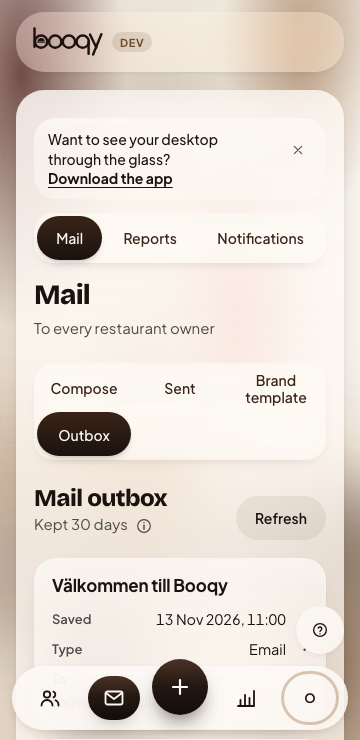 booqy DEV
Want to see your desktop
through the glass?
Download the app
Mail Reports Notifications
Mail
To every restaurant owner
Compose Sent Brand
template
Outbox
Mail outbox
Kept 30 days
Refresh
Välkommen till Booqy
Saved 13 Nov 2026, 11:00
Type Email
To